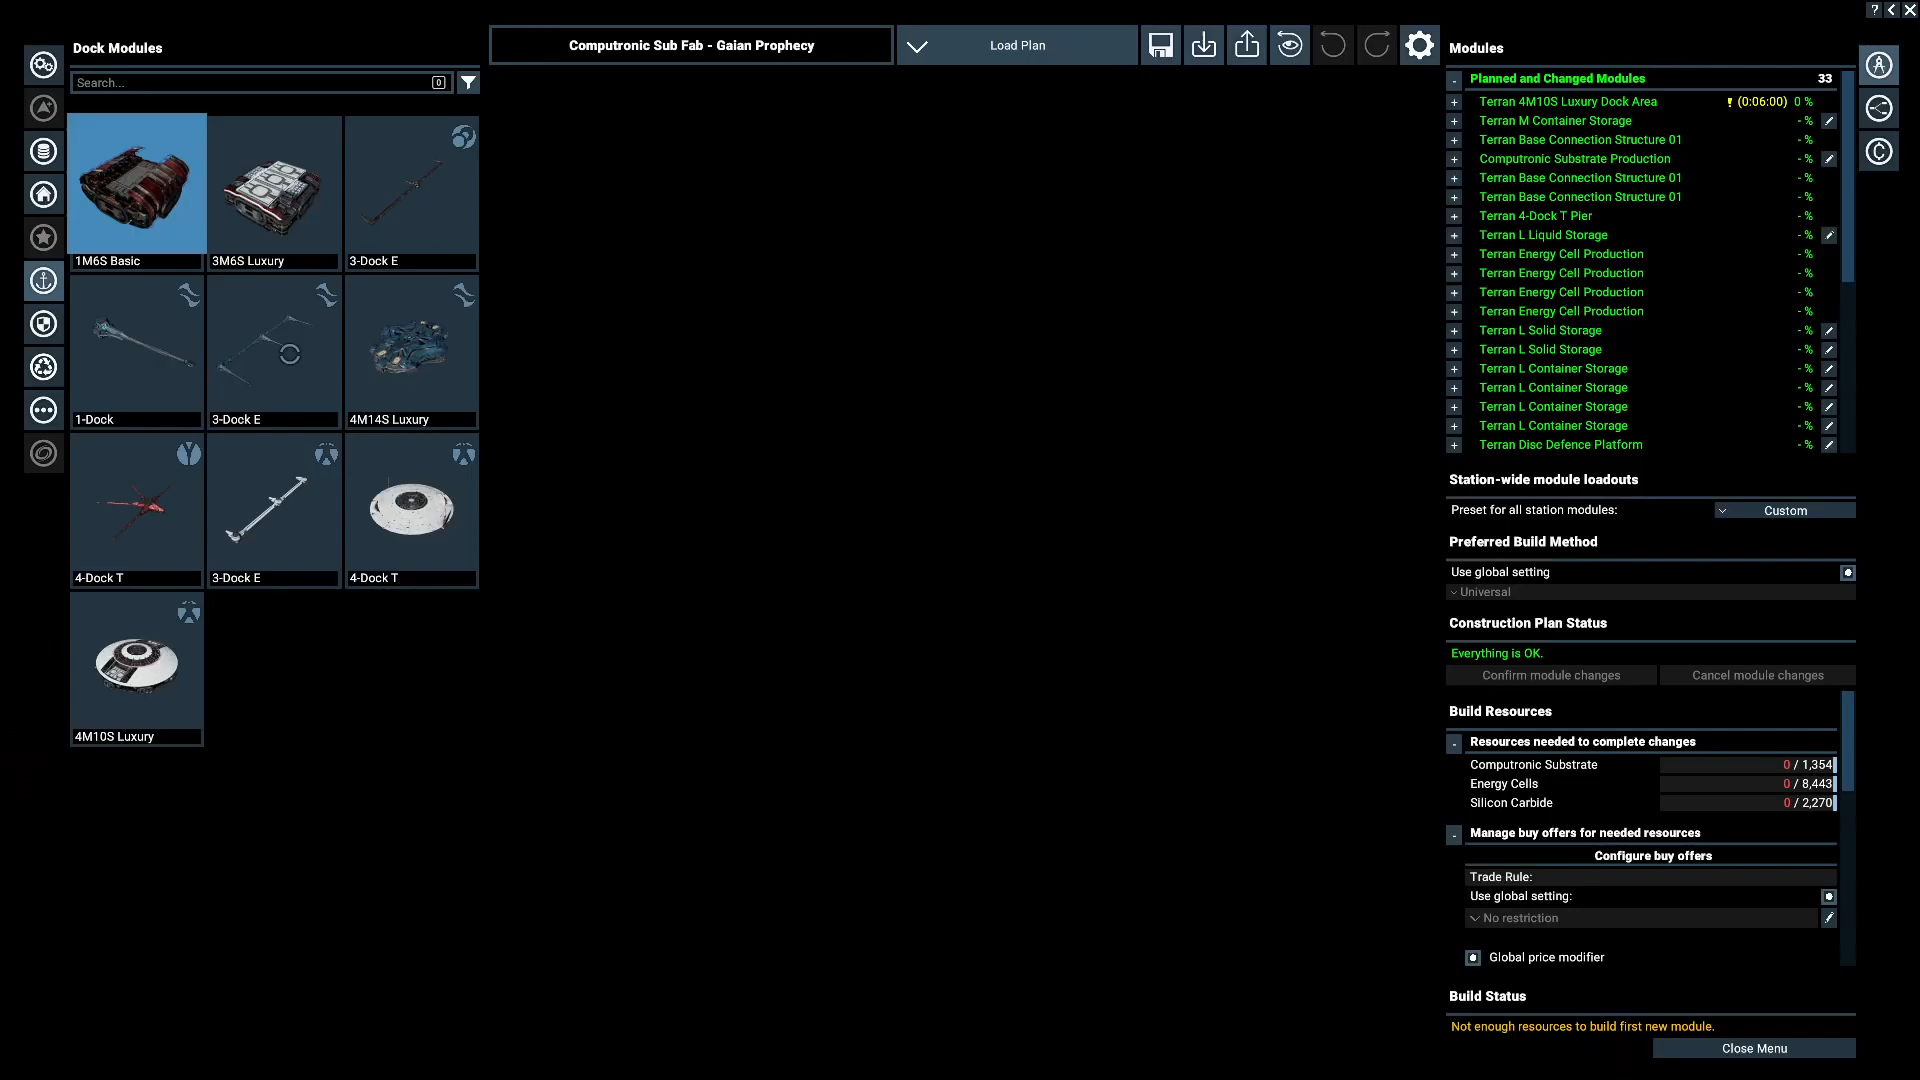 ?
Dock Modules
Search...
0
1M6S Basic
3M6S Luxury
3-Dock E
1-Dock
3-Dock E
4M14S Luxury
4-Dock T
3-Dock E
4-Dock T
4M10S Luxury
Computronic Sub Fab - Gaian Prophecy
Load Plan
Modules
- Planned and Changed Modules 33
+ Terran 4M10S Luxury Dock Area ! (0:06:00) 0 %
+ Terran M Container Storage - %
+ Terran Base Connection Structure 01 - %
+ Computronic Substrate Production - %
+ Terran Base Connection Structure 01 - %
+ Terran Base Connection Structure 01 - %
+ Terran 4-Dock T Pier - %
+ Terran L Liquid Storage - %
+ Terran Energy Cell Production - %
+ Terran Energy Cell Production - %
+ Terran Energy Cell Production - %
+ Terran Energy Cell Production - %
+ Terran L Solid Storage - %
+ Terran L Solid Storage - %
+ Terran L Container Storage - %
+ Terran L Container Storage - %
+ Terran L Container Storage - %
+ Terran L Container Storage - %
+ Terran Disc Defence Platform - %
Station-wide module loadouts
Preset for all station modules: Custom
Preferred Build Method
Use global setting
Universal
Construction Plan Status
Everything is OK.
Confirm module changes Cancel module changes
Build Resources
- Resources needed to complete changes
Computronic Substrate 0 / 1,354
Energy Cells 0 / 8,443
Silicon Carbide 0 / 2,270
- Manage buy offers for needed resources
Configure buy offers
Trade Rule:
Use global setting:
No restriction
Global price modifier
Build Status
Not enough resources to build first new module.
Close Menu